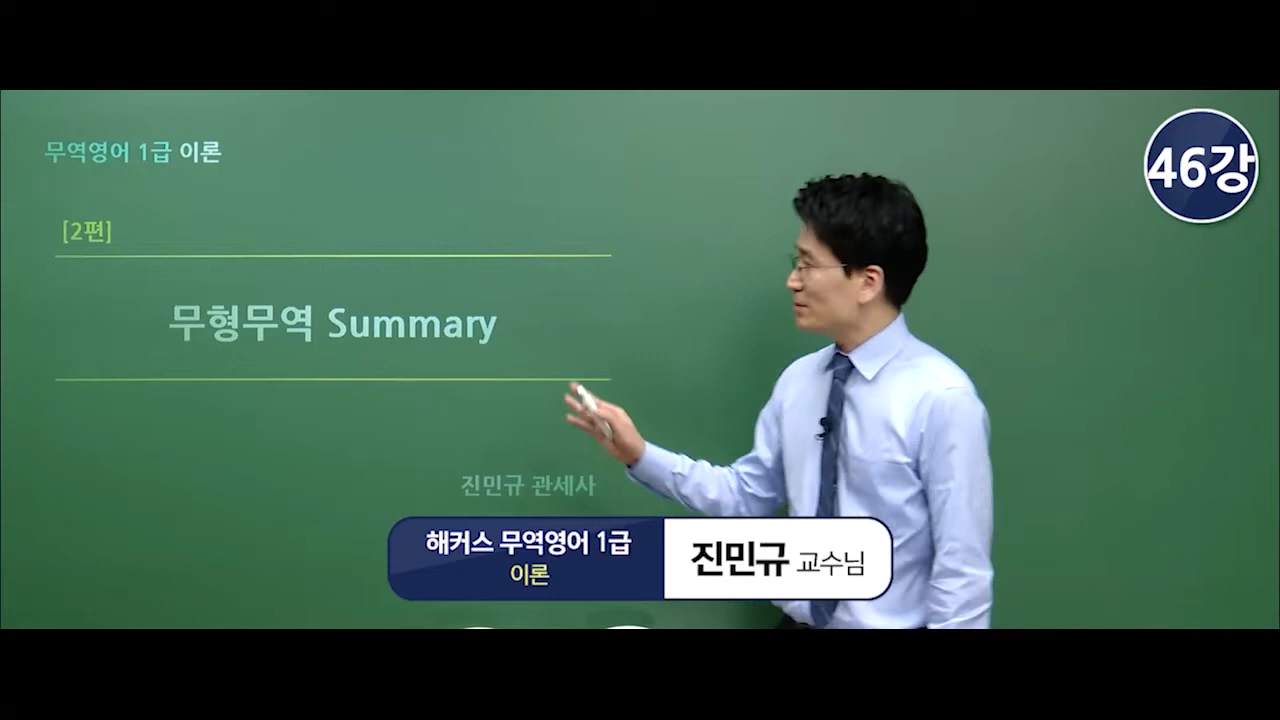 무역영어 1급 이론
46강
[2편]
무형무역 Summary
진민규 관세사
해커스 무역영어 1급
이론
진민규 교수님